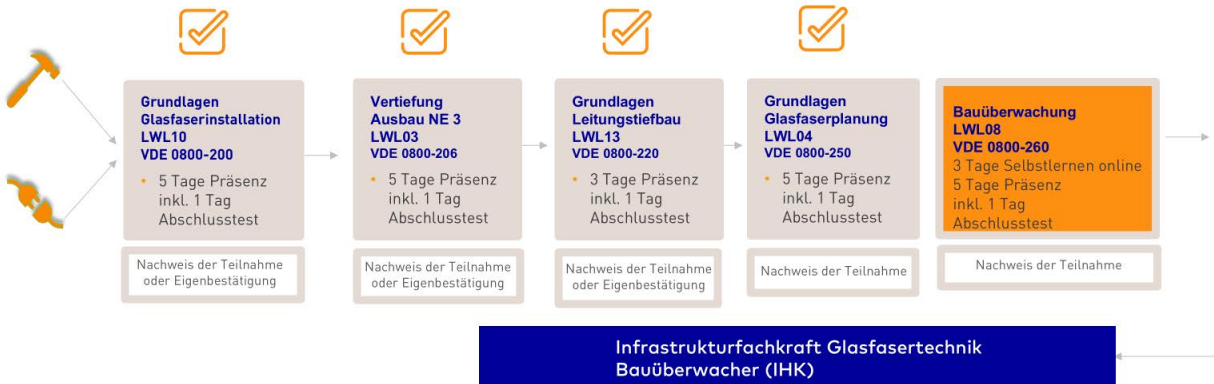 Grundlagen
Glasfaserinstallation
LWL10
VDE 0800-200
• 5 Tage Präsenz
inkl. 1 Tag
Abschlusstest
Nachweis der Teilnahme
oder Eigenbestätigung
Vertiefung
Ausbau NE 3
LWL03
VDE 0800-206
• 5 Tage Präsenz
inkl. 1 Tag
Abschlusstest
Nachweis der Teilnahme
oder Eigenbestätigung
Grundlagen
Leitungstiefbau
LWL13
VDE 0800-220
• 3 Tage Präsenz
inkl. 1 Tag
Abschlusstest
Nachweis der Teilnahme
oder Eigenbestätigung
Grundlagen
Glasfaserplanung
LWL04
VDE 0800-250
• 5 Tage Präsenz
inkl. 1 Tag
Abschlusstest
Nachweis der Teilnahme
Bauüberwachung
LWL08
VDE 0800-260
3 Tage Selbstlernen online
5 Tage Präsenz
inkl. 1 Tag
Abschlusstest
Nachweis der Teilnahme
Infrastrukturfachkraft Glasfasertechnik
Bauüberwacher (IHK)